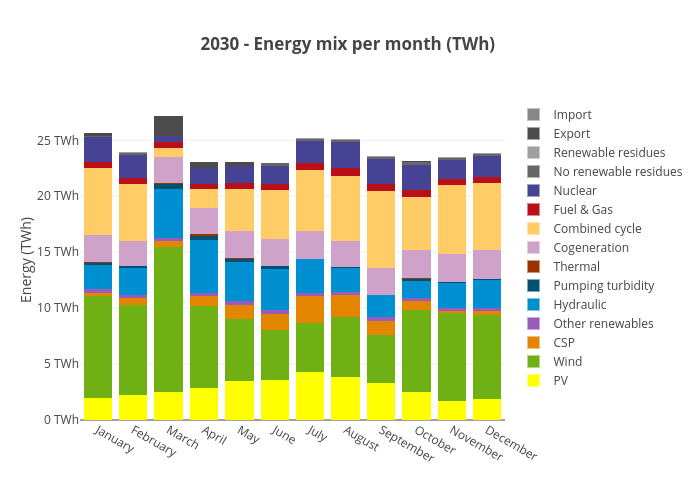 2030 - Energy mix per month (TWh)
Energy (TWh)
25 TWh
20 TWh
15 TWh
10 TWh
5 TWh
0 TWh
January
February
March
April
May
June
July
August
September
October
November
December
Import
Export
Renewable residues
No renewable residues
Nuclear
Fuel & Gas
Combined cycle
Cogeneration
Thermal
Pumping turbidity
Hydraulic
Other renewables
CSP
Wind
PV